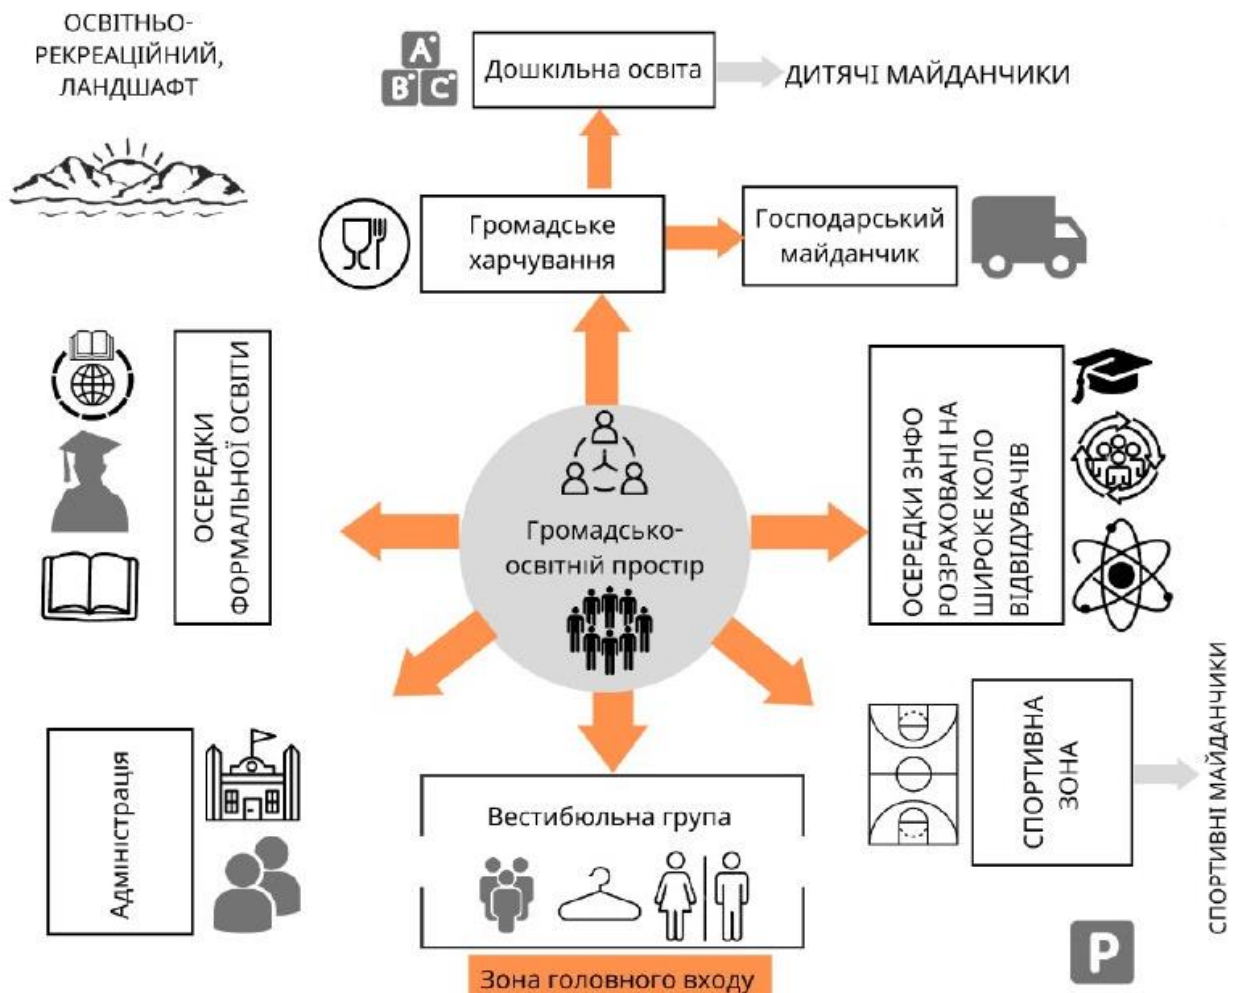 ОСВІТНЬО-
РЕКРЕАЦІЙНИЙ,
ЛАНДШАФТ
A
B C
Дошкільна освіта
ДИТЯЧІ МАЙДАНЧИКИ
Громадське
харчування
Господарський
майданчик
ОСЕРЕДКИ
ФОРМАЛЬНОЇ ОСВІТИ
Громадсько-
освітній простір
ОСЕРЕДКИ ЗНФО
РОЗРАХОВАНІ НА
ШИРОКЕ КОЛО
ВІДВІДУВАЧІВ
Адміністрація
Вестибюльна група
СПОРТИВНА
ЗОНА
СПОРТИВНІ МАЙДАНЧИКИ
P
Зона головного входу